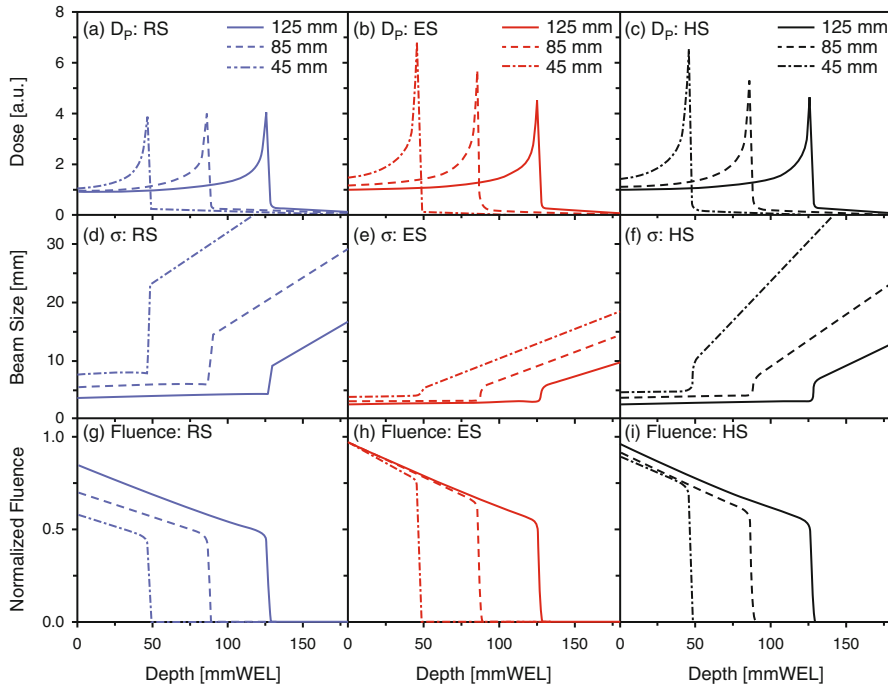 (a) D_P: RS
125 mm
85 mm
45 mm
(b) D_P: ES
125 mm
85 mm
45 mm
(c) D_P: HS
125 mm
85 mm
45 mm
8
6
4
2
0
Dose [a.u.]
(d) σ: RS
(e) σ: ES
(f) σ: HS
30
20
10
0
Beam Size [mm]
(g) Fluence: RS
(h) Fluence: ES
(i) Fluence: HS
1.0
0.5
0.0
Normalized Fluence
0 50 100 150
0 50 100 150
0 50 100 150
Depth [mmWEL]
Depth [mmWEL]
Depth [mmWEL]